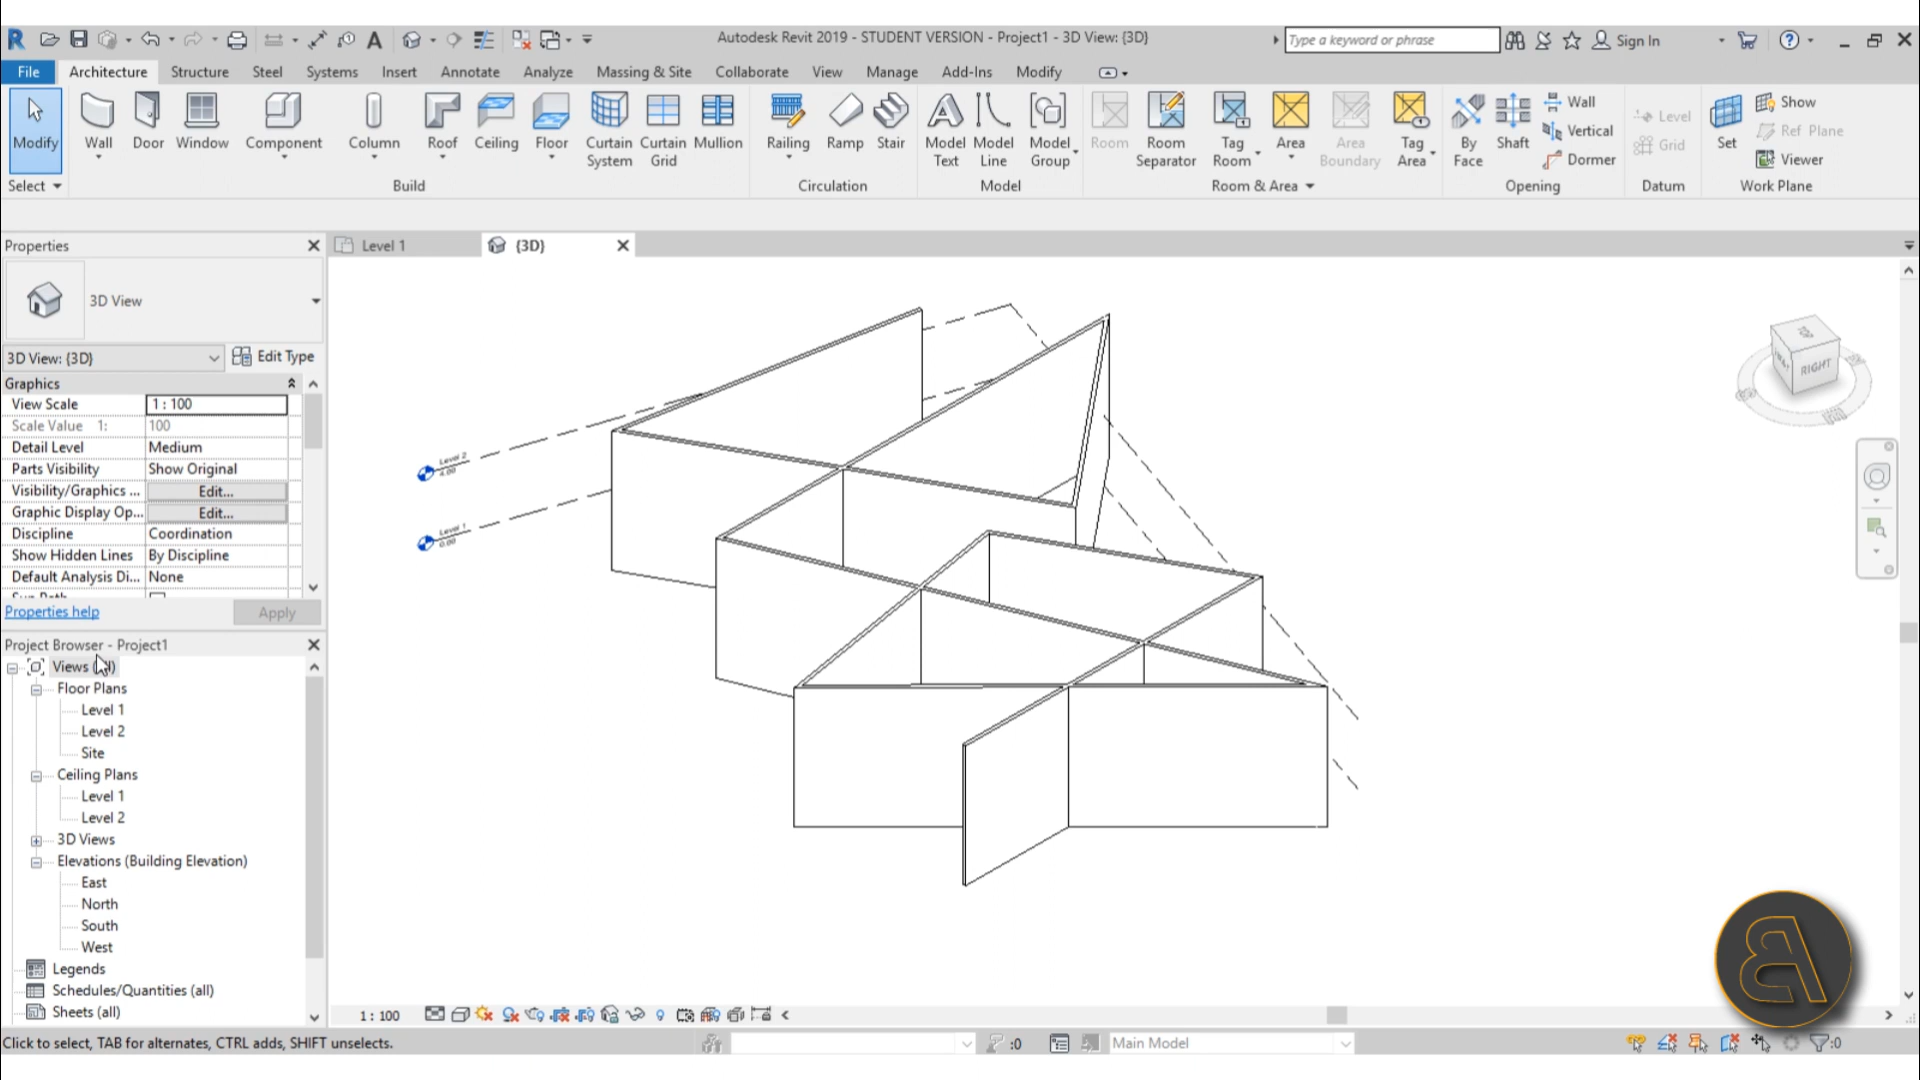 Autodesk Revit 2019 - STUDENT VERSION - Project1 - 3D View: {3D}
Type a keyword or phrase
Sign In
File Architecture Structure Steel Systems Insert Annotate Analyze Massing & Site Collaborate View Manage Add-Ins Modify
Modify Wall Door Window Component Column Roof Ceiling Floor Curtain System Curtain Grid Mullion Railing Ramp Stair Model Text Model Line Model Group Room Room Separator Tag Room Area Area Boundary Tag Area By Face Shaft Wall Vertical Dormer Level Grid Set Show Ref Plane Viewer
Select Build Circulation Model Room & Area Opening Datum Work Plane
Properties
Level 1
{3D}
3D View
3D View: {3D}
Edit Type
Graphics
View Scale 1 : 100
Scale Value 1: 100
Detail Level Medium
Parts Visibility Show Original
Visibility/Graphics ... Edit...
Graphic Display Op... Edit...
Discipline Coordination
Show Hidden Lines By Discipline
Default Analysis Di... None
Properties help
Apply
Project Browser - Project1
Floor Plans
Level 1
Level 2
Site
Ceiling Plans
Level 1
Level 2
3D Views
Elevations (Building Elevation)
East
North
South
West
Legends
Schedules/Quantities (all)
Sheets (all)
Level 2
4.00
Level 1
0.00
RIGHT
1 : 100
Click to select, TAB for alternates, CTRL adds, SHIFT unselects.
:0
Main Model
:0